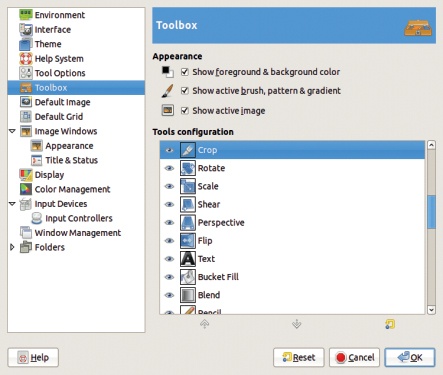 Environment
Interface
Theme
Help System
Tool Options
Toolbox
Default Image
Default Grid
Image Windows
Appearance
Title & Status
Display
Color Management
Input Devices
Input Controllers
Window Management
Folders
Toolbox
Appearance
Show foreground & background color
Show active brush, pattern & gradient
Show active image
Tools configuration
Crop
Rotate
Scale
Shear
Perspective
Flip
Text
Bucket Fill
Blend
Pencil
Help
Reset
Cancel
OK